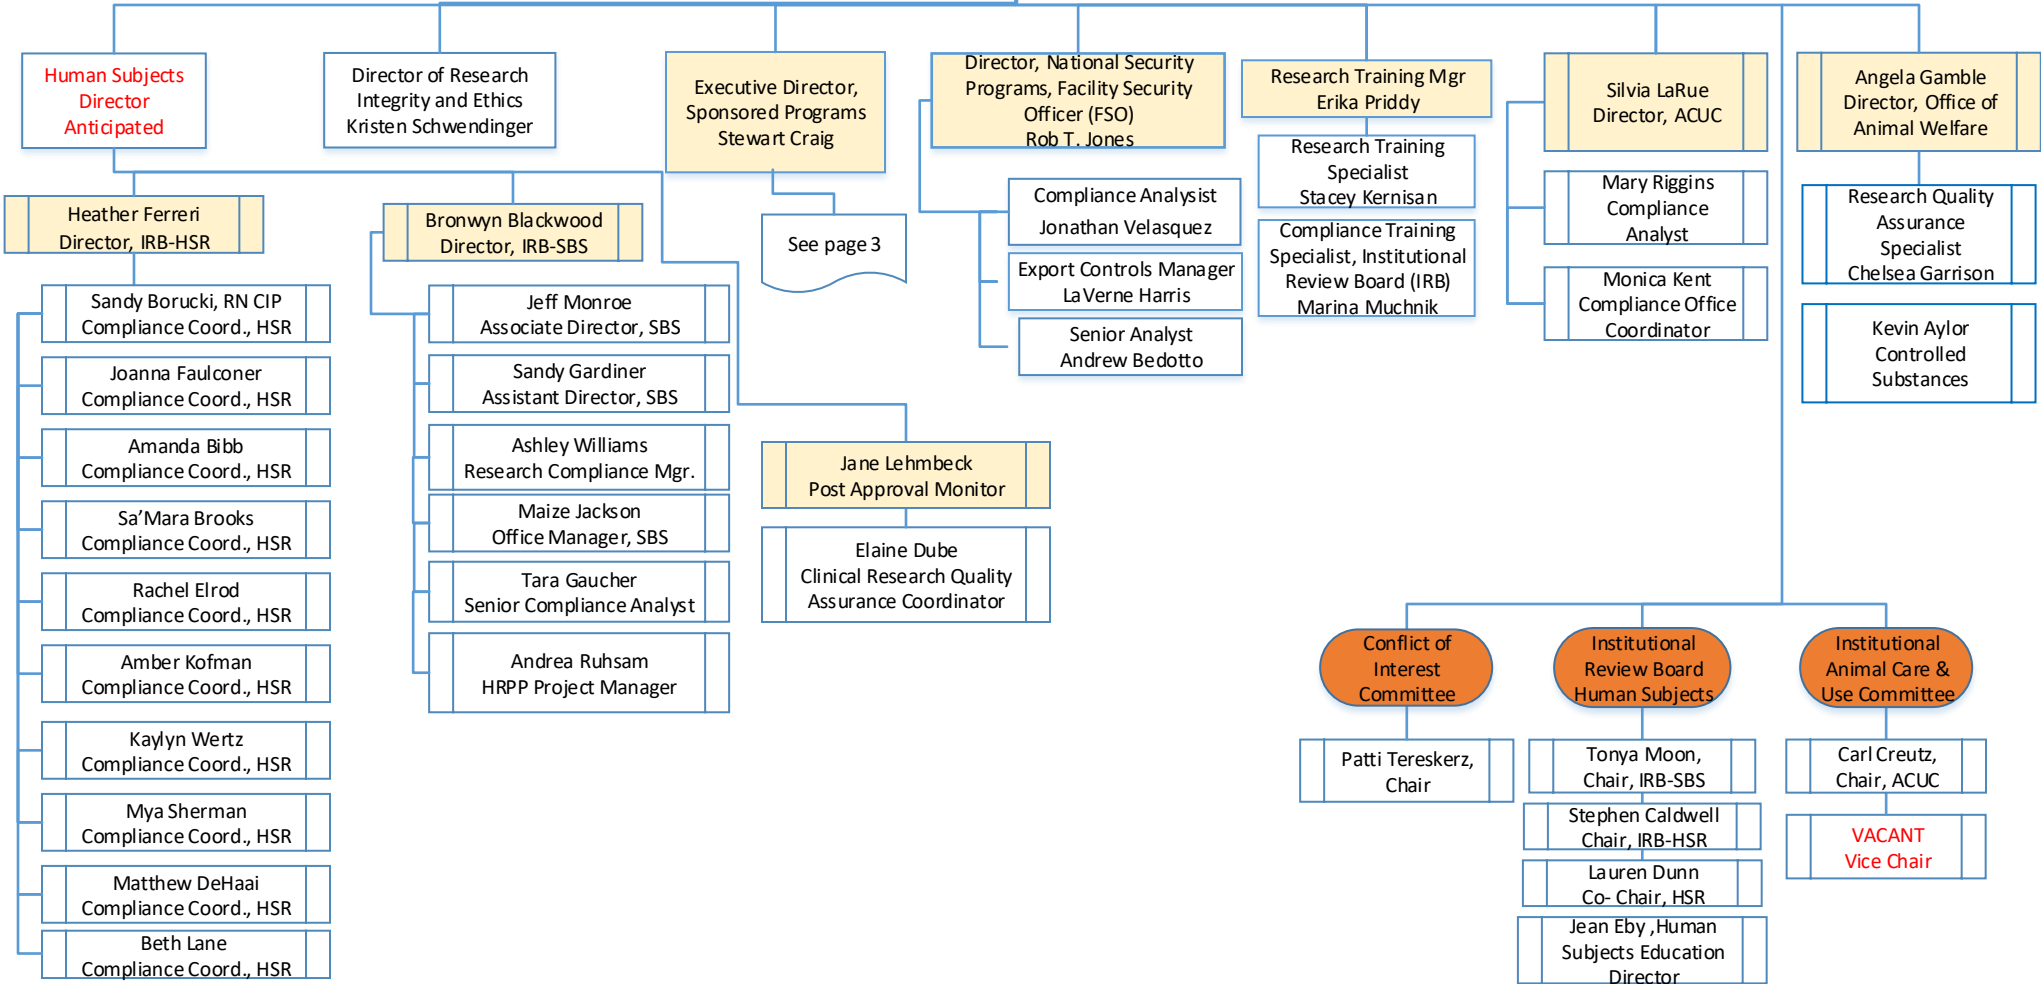 Human Subjects
Director
Anticipated
Director of Research
Integrity and Ethics
Kristen Schwendinger
Executive Director,
Sponsored Programs
Stewart Craig
Director, National Security
Programs, Facility Security
Officer (FSO)
Rob T. Jones
Research Training Mgr
Erika Priddy
Silvia LaRue
Director, ACUC
Angela Gamble
Director, Office of
Animal Welfare
Heather Ferreri
Director, IRB-HSR
Sandy Borucki, RN CIP
Compliance Coord., HSR
Joanna Faulconer
Compliance Coord., HSR
Amanda Bibb
Compliance Coord., HSR
Sa’Mara Brooks
Compliance Coord., HSR
Rachel Elrod
Compliance Coord., HSR
Amber Kofman
Compliance Coord., HSR
Kaylyn Wertz
Compliance Coord., HSR
Mya Sherman
Compliance Coord., HSR
Matthew DeHaai
Compliance Coord., HSR
Beth Lane
Compliance Coord., HSR
Bronwyn Blackwood
Director, IRB-SBS
Jeff Monroe
Associate Director, SBS
Sandy Gardiner
Assistant Director, SBS
Ashley Williams
Research Compliance Mgr.
Maize Jackson
Office Manager, SBS
Tara Gaucher
Senior Compliance Analyst
Andrea Ruhsam
HRPP Project Manager
See page 3
Jane Lehmbeck
Post Approval Monitor
Elaine Dube
Clinical Research Quality
Assurance Coordinator
Compliance Analysist
Jonathan Velasquez
Export Controls Manager
LaVerne Harris
Senior Analyst
Andrew Bedotto
Research Training
Specialist
Stacey Kernisan
Compliance Training
Specialist, Institutional
Review Board (IRB)
Marina Muchnik
Mary Riggins
Compliance
Analyst
Monica Kent
Compliance Office
Coordinator
Research Quality
Assurance
Specialist
Chelsea Garrison
Kevin Aylor
Controlled
Substances
Conflict of
Interest
Committee
Patti Tereskerz,
Chair
Institutional
Review Board
Human Subjects
Tonya Moon,
Chair, IRB-SBS
Stephen Caldwell
Chair, IRB-HSR
Lauren Dunn
Co- Chair, HSR
Jean Eby ,Human
Subjects Education
Director
Institutional
Animal Care &
Use Committee
Carl Creutz,
Chair, ACUC
VACANT
Vice Chair